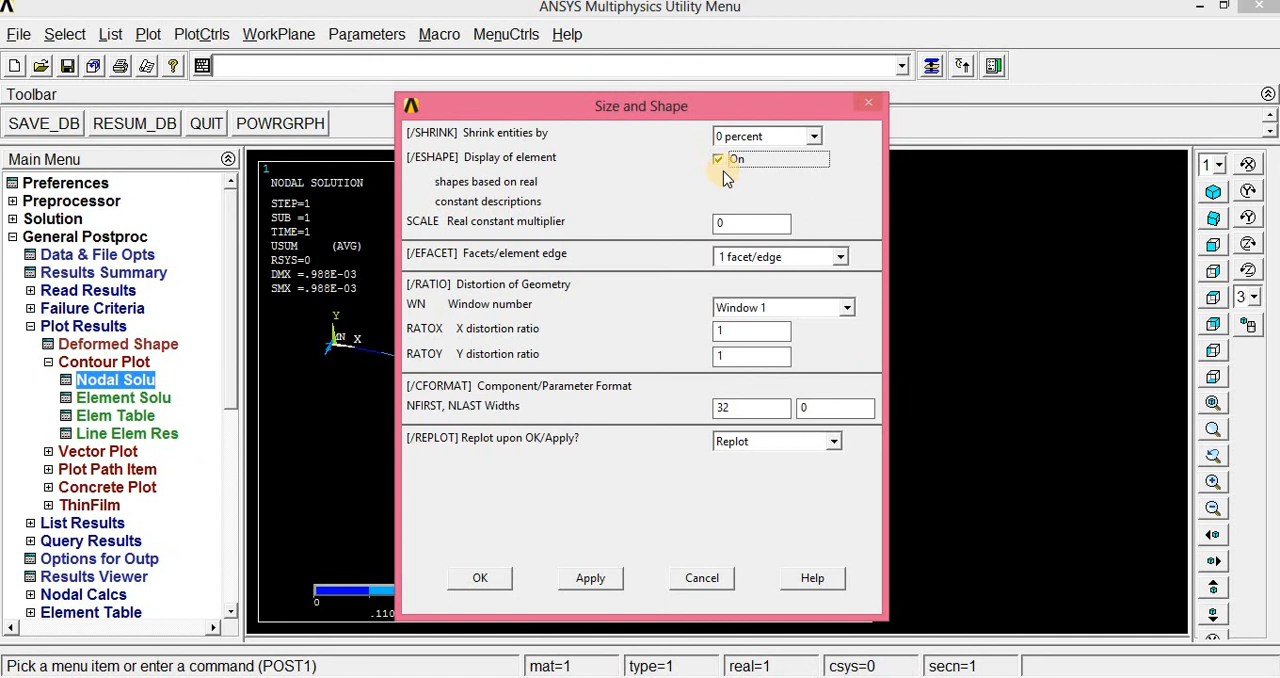 ANSYS Multiphysics Utility Menu
File Select List Plot PlotCtrls WorkPlane Parameters Macro MenuCtrls Help
Toolbar
SAVE_DB RESUM_DB QUIT POWRGRPH
Main Menu
Preferences
Preprocessor
Solution
General Postproc
Data & File Opts
Results Summary
Read Results
Failure Criteria
Plot Results
Deformed Shape
Contour Plot
Nodal Solu
Element Solu
Elem Table
Line Elem Res
Vector Plot
Plot Path Item
Concrete Plot
ThinFilm
List Results
Query Results
Options for Outp
Results Viewer
Nodal Calcs
Element Table
1
NODAL SOLUTION
STEP=1
SUB =1
TIME=1
USUM (AVG)
RSYS=0
DMX =.988E-03
SMX =.988E-03
Y
MN X
0
.110
Size and Shape
[/SHRINK] Shrink entities by 0 percent
[/ESHAPE] Display of element On
shapes based on real
constant descriptions
SCALE Real constant multiplier 0
[/EFACET] Facets/element edge 1 facet/edge
[/RATIO] Distortion of Geometry
WN Window number Window 1
RATOX X distortion ratio 1
RATOY Y distortion ratio 1
[/CFORMAT] Component/Parameter Format
NFIRST, NLAST Widths 32 0
[/REPLOT] Replot upon OK/Apply? Replot
OK Apply Cancel Help
1
3
Pick a menu item or enter a command (POST1) mat=1 type=1 real=1 csys=0 secn=1